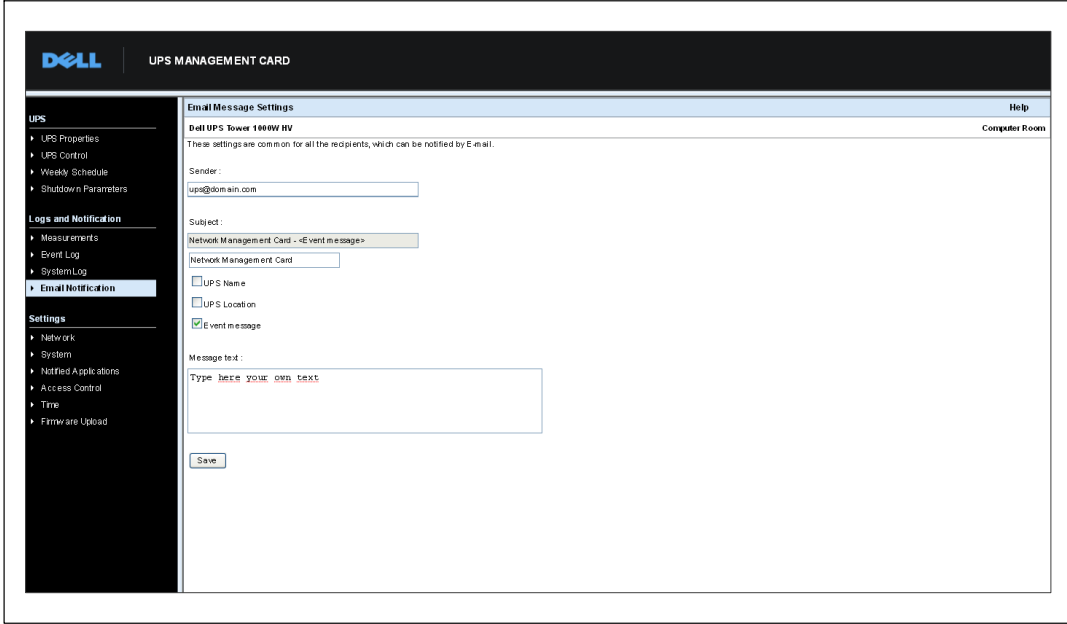 DELL
UPS MANAGEMENT CARD
UPS
UPS Properties
UPS Control
Weekly Schedule
Shutdown Parameters
Logs and Notification
Measurements
Event Log
System Log
Email Notification
Settings
Network
System
Notified Applications
Access Control
Time
Firmware Upload
Email Message Settings
Help
Dell UPS Tower 1000W HV
Computer Room
These settings are common for all the recipients, which can be notified by E-mail.
Sender :
ups@domain.com
Subject :
Network Management Card - <Event message>
Network Management Card
UPS Name
UPS Location
Event message
Message text :
Type here your own text
Save